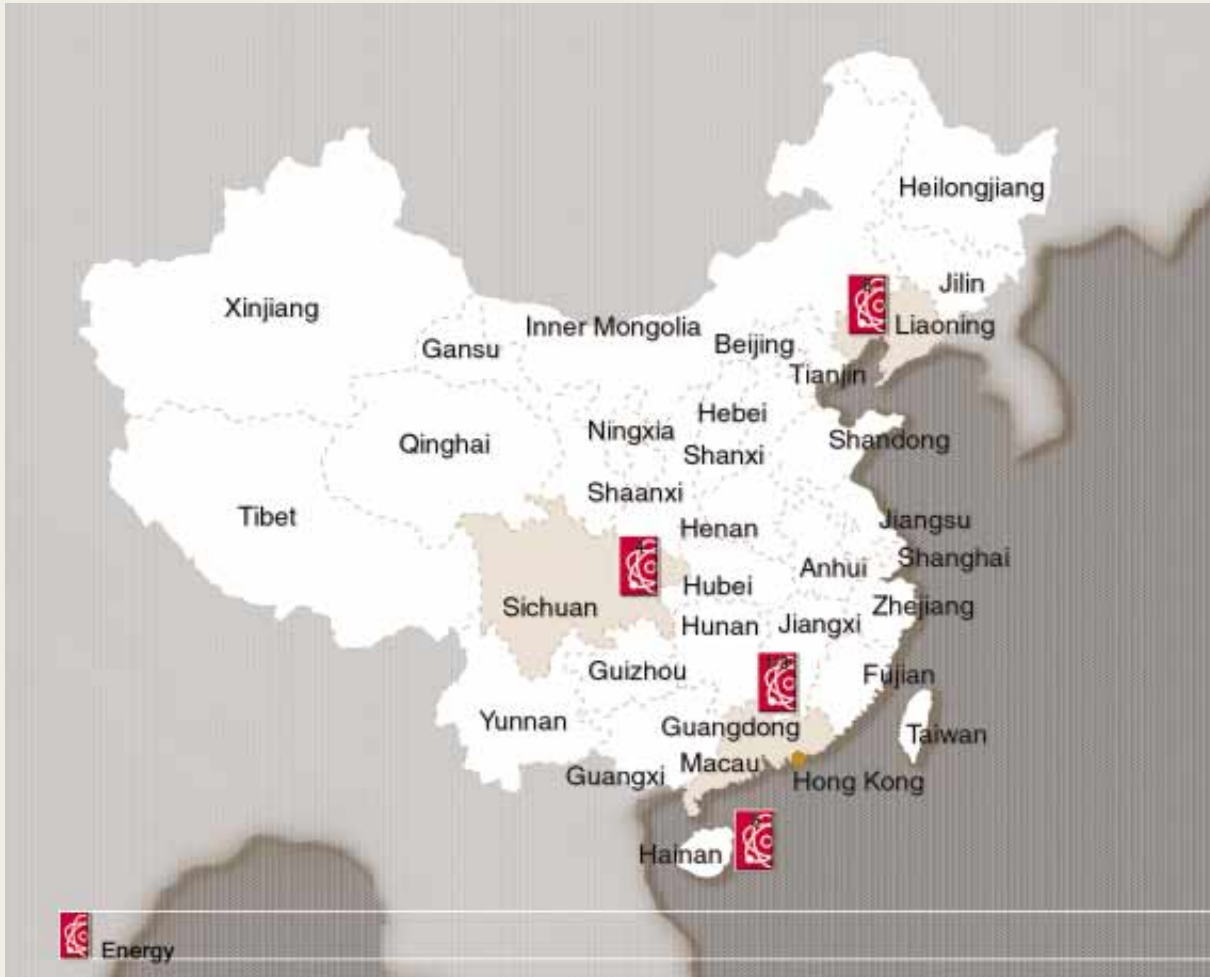 Heilongjiang
Jilin
Xinjiang
Liaoning
Inner Mongolia
Beijing
Gansu
Tianjin
Hebei
Ningxia
Shandong
Qinghai
Shanxi
Shaanxi
Tibet
Henan
Jiangsu
Shanghai
Anhui
Hubei
Sichuan
Zhejiang
Hunan
Jiangxi
Guizhou
Fujian
Yunnan
Guangdong
Taiwan
Macau
Guangxi
Hong Kong
Hainan
Energy